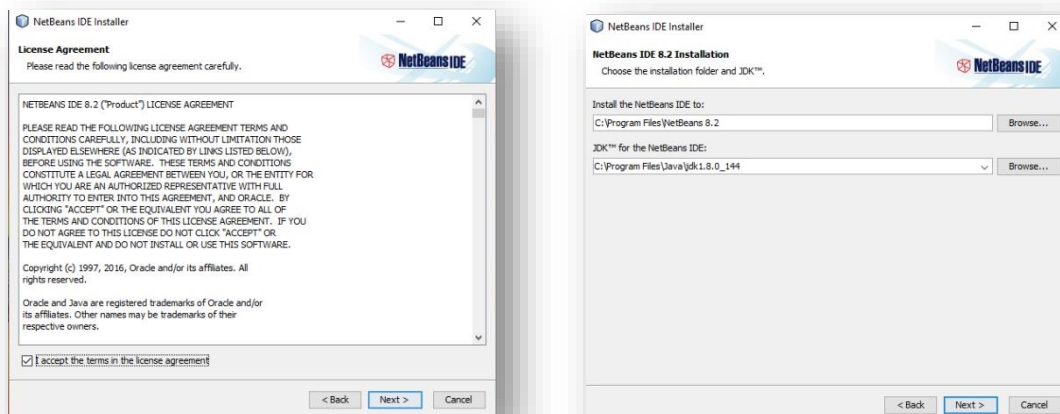 NetBeans IDE Installer
License Agreement
Please read the following license agreement carefully.
NetBeans IDE
NETBEANS IDE 8.2 ("Product") LICENSE AGREEMENT
PLEASE READ THE FOLLOWING LICENSE AGREEMENT TERMS AND
CONDITIONS CAREFULLY, INCLUDING WITHOUT LIMITATION THOSE
DISPLAYED ELSEWHERE (AS INDICATED BY LINKS LISTED BELOW),
BEFORE USING THE SOFTWARE. THESE TERMS AND CONDITIONS
CONSTITUTE A LEGAL AGREEMENT BETWEEN YOU, OR THE ENTITY FOR
WHICH YOU ARE AN AUTHORIZED REPRESENTATIVE WITH FULL
AUTHORITY TO ENTER INTO THIS AGREEMENT, AND ORACLE. BY
CLICKING "ACCEPT" OR THE EQUIVALENT YOU AGREE TO ALL OF
THE TERMS AND CONDITIONS OF THIS LICENSE AGREEMENT. IF YOU
DO NOT AGREE TO THIS LICENSE DO NOT CLICK "ACCEPT" OR
THE EQUIVALENT AND DO NOT INSTALL OR USE THIS SOFTWARE.
Copyright (c) 1997, 2016, Oracle and/or its affiliates. All
rights reserved.
Oracle and Java are registered trademarks of Oracle and/or
its affiliates. Other names may be trademarks of their
respective owners.
I accept the terms in the license agreement
< Back Next > Cancel
NetBeans IDE Installer
NetBeans IDE 8.2 Installation
Choose the installation folder and JDK™.
NetBeans IDE
Install the NetBeans IDE to:
C:\Program Files\NetBeans 8.2 Browse...
JDK™ for the NetBeans IDE:
C:\Program Files\Java\jdk1.8.0_144 Browse...
< Back Next > Cancel